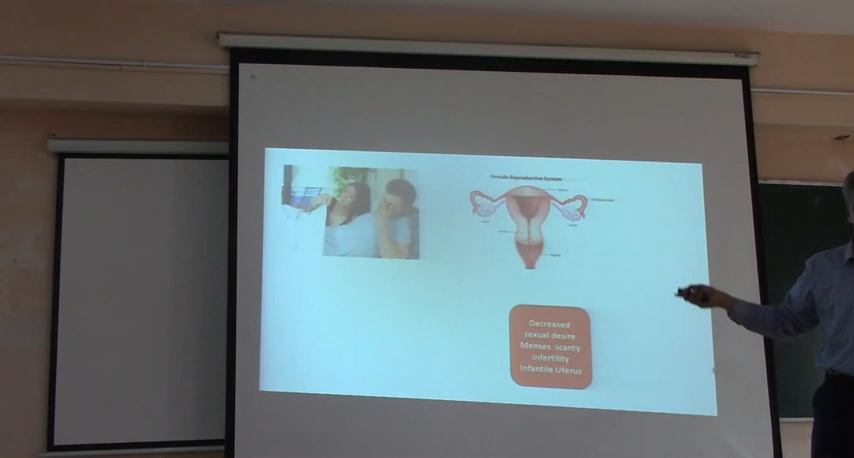 Female Reproductive System
Decreased
sexual desire
Menses scanty
Infertility
Infantile Uterus